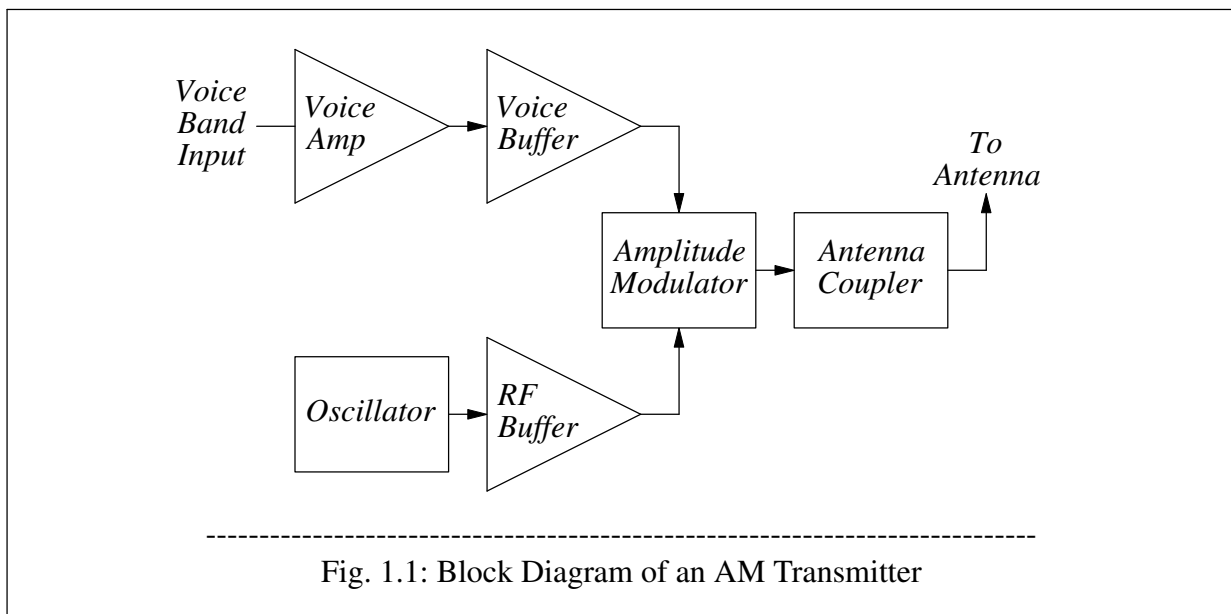 Voice
Band
Input
Voice
Amp
Voice
Buffer
To
Antenna
Amplitude
Modulator
Antenna
Coupler
Oscillator
RF
Buffer
Fig. 1.1: Block Diagram of an AM Transmitter